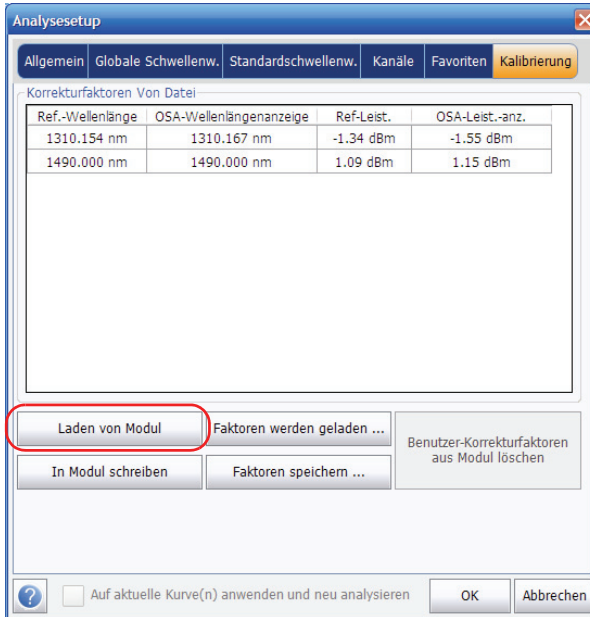 Analysesetup
Allgemein Globale Schwellenw. Standardschwellenw. Kanäle Favoriten Kalibrierung
Korrekturfaktoren Von Datei
Ref.-Wellenlänge OSA-Wellenlängenanzeige Ref-Leist. OSA-Leist.-anz.
1310.154 nm 1310.167 nm -1.34 dBm -1.55 dBm
1490.000 nm 1490.000 nm 1.09 dBm 1.15 dBm
Laden von Modul Faktoren werden geladen ... Benutzer-Korrekturfaktoren
aus Modul löschen
In Modul schreiben Faktoren speichern ...
? Auf aktuelle Kurve(n) anwenden und neu analysieren OK Abbrechen